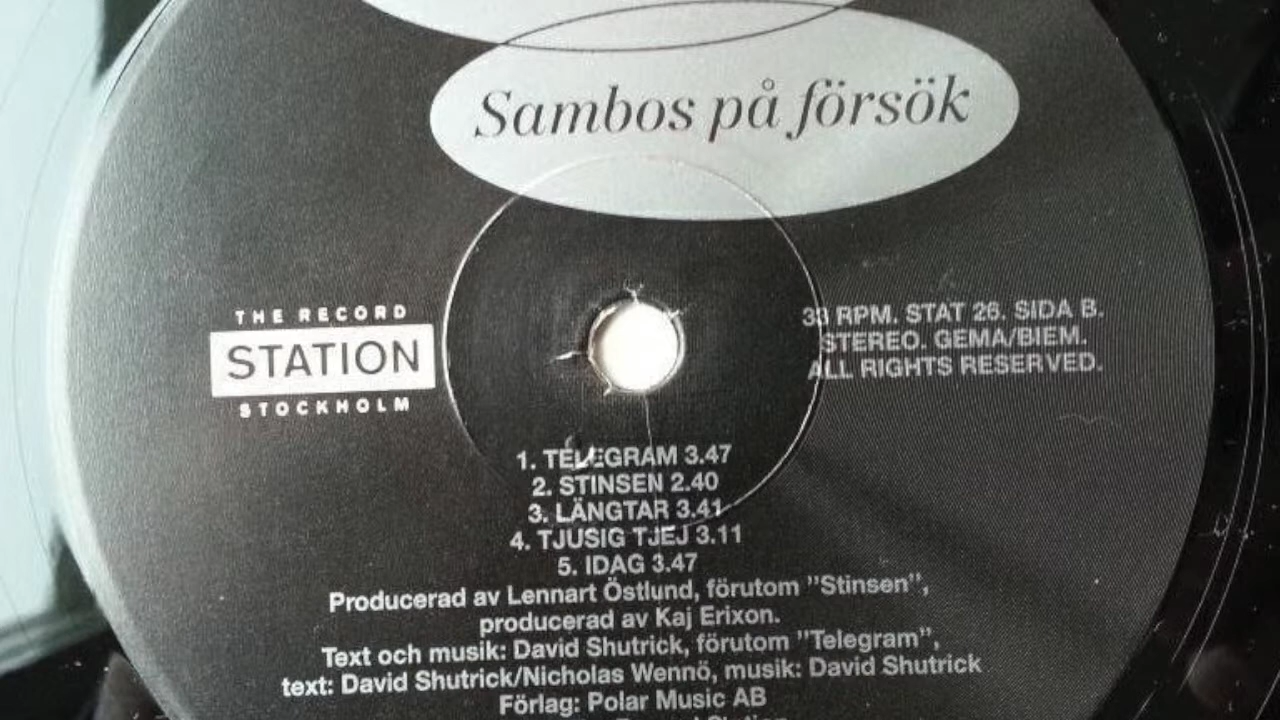 Sambos på försök
THE RECORD
STATION
STOCKHOLM
33 RPM. STAT 26. SIDA B.
STEREO. GEMA/BIEM.
ALL RIGHTS RESERVED.
1. TELEGRAM 3.47
2. STINSEN 2.40
3. LÄNGTAR 3.41
4. TJUSIG TJEJ 3.11
5. IDAG 3.47
Producerad av Lennart Östlund, förutom ”Stinsen”,
producerad av Kaj Erixon.
Text och musik: David Shutrick, förutom ”Telegram”,
text: David Shutrick/Nicholas Wennö, musik: David Shutrick
Förlag: Polar Music AB